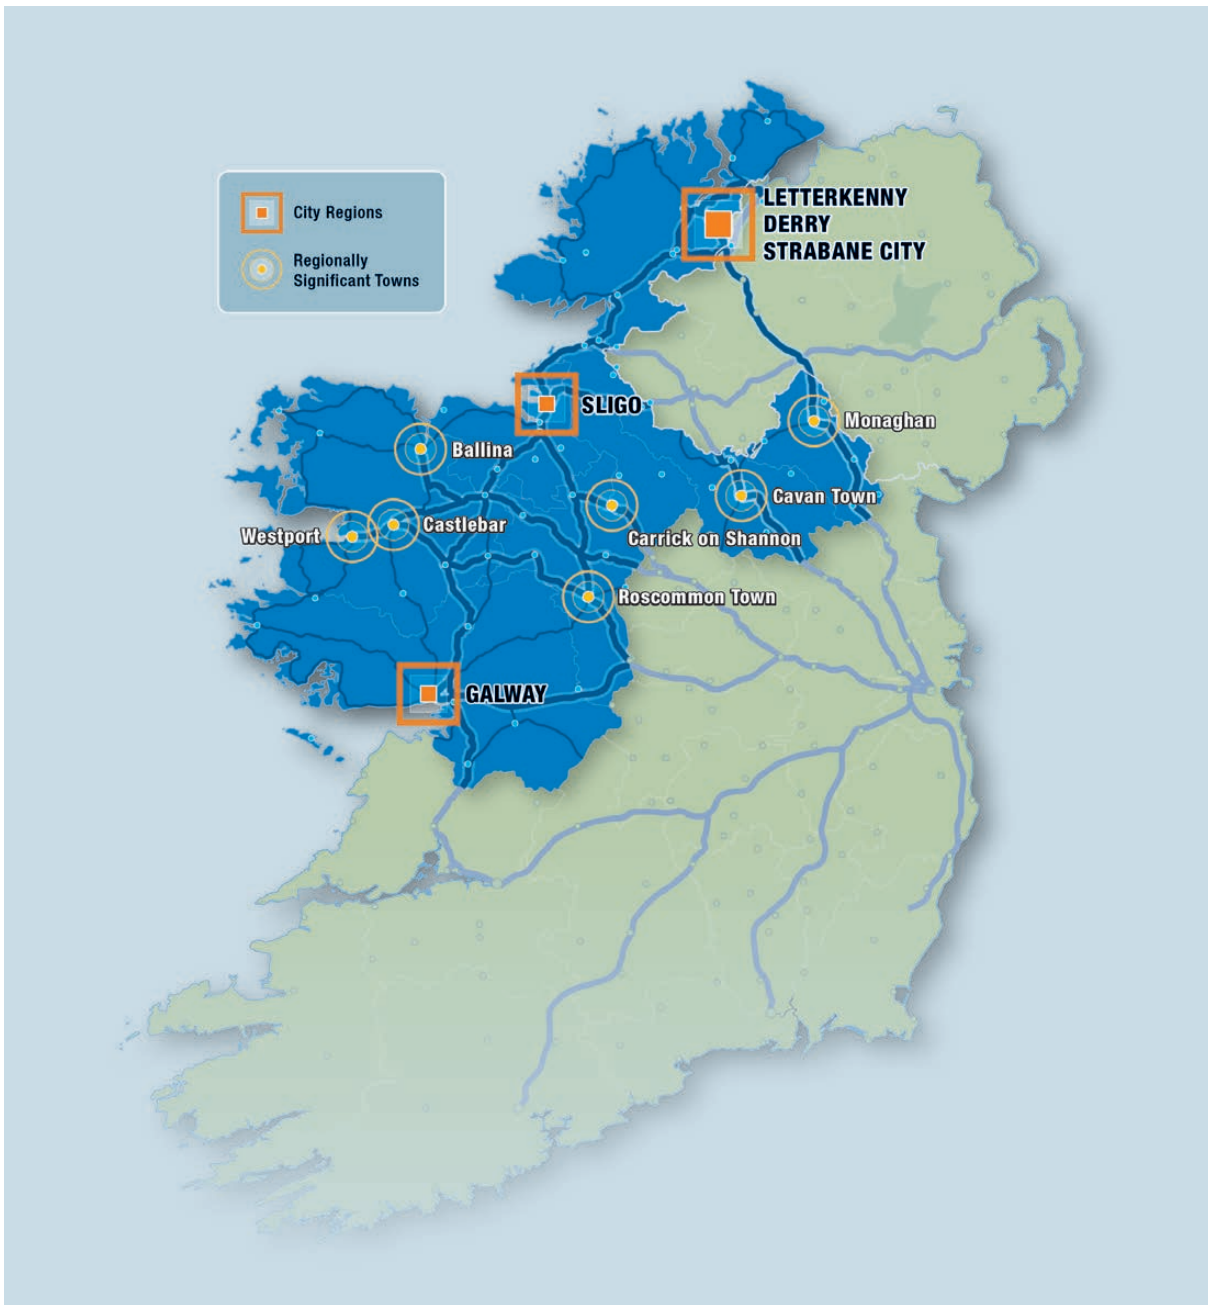 City Regions
Regionally
Significant Towns
LETTERKENNY
DERRY
STRABANE CITY
SLIGO
Monaghan
Ballina
Cavan Town
Castlebar
Westport
Carrick on Shannon
Roscommon Town
GALWAY